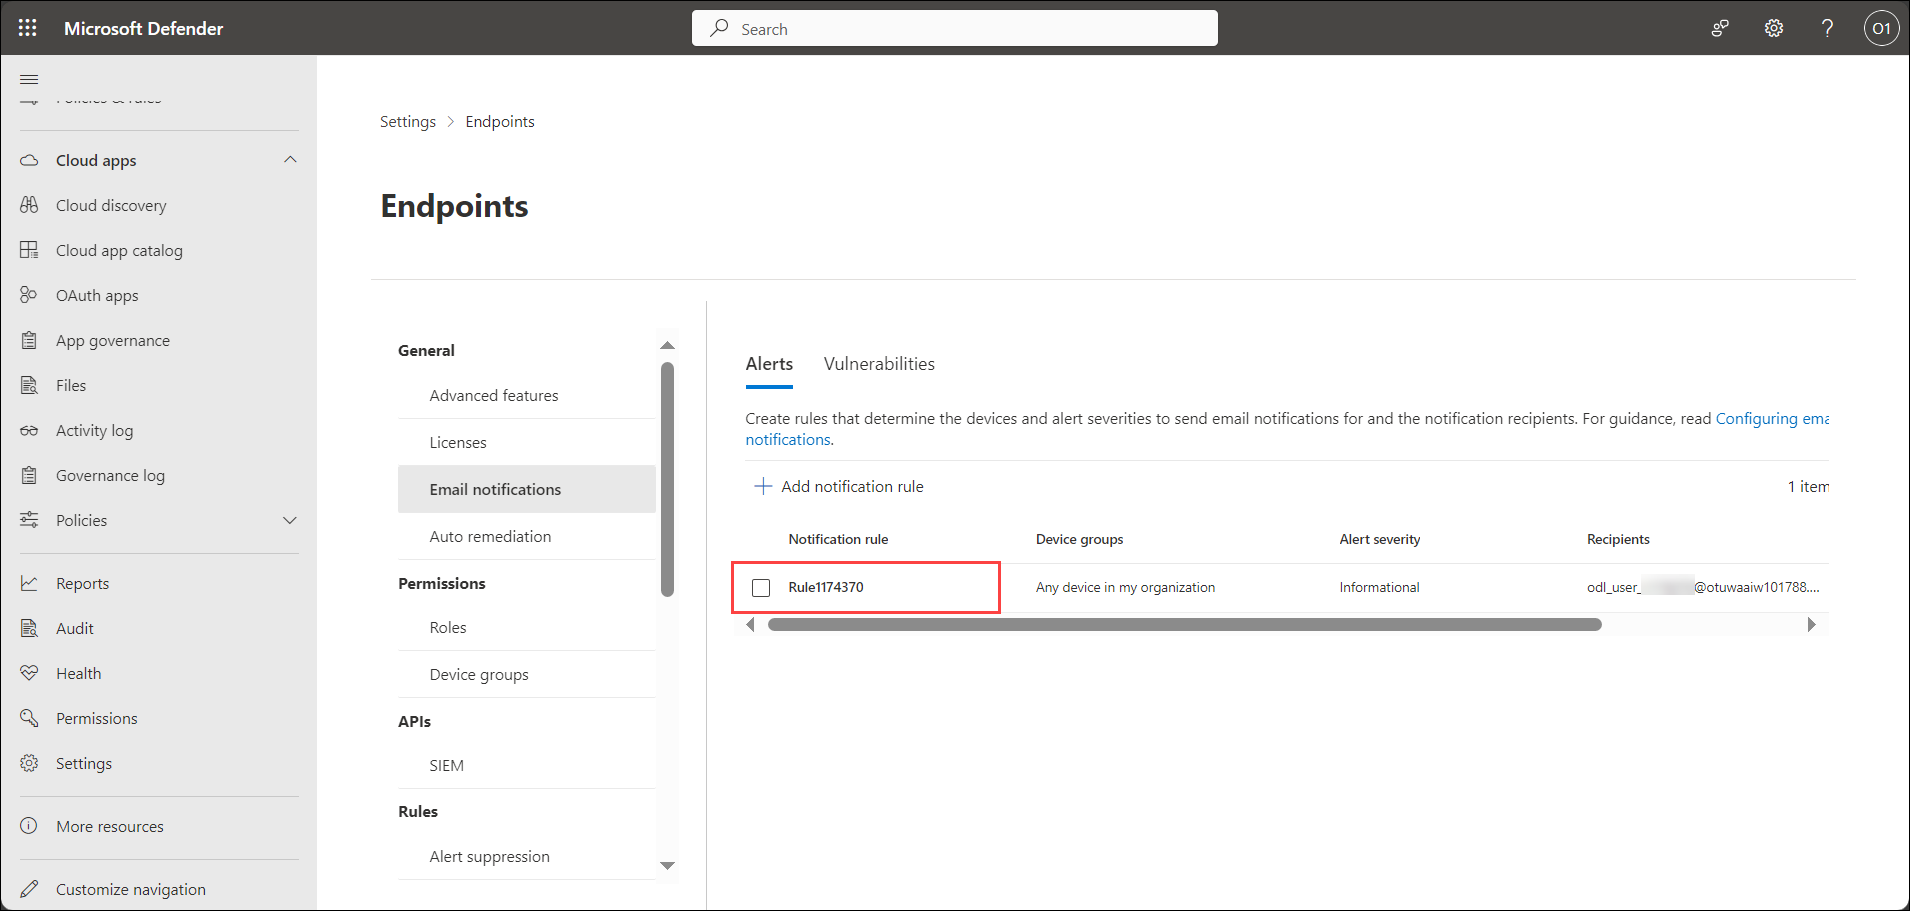 Microsoft Defender
Search
O1
Policies & rules
Cloud apps
Cloud discovery
Cloud app catalog
OAuth apps
App governance
Files
Activity log
Governance log
Policies
Reports
Audit
Health
Permissions
Settings
More resources
Customize navigation
Settings > Endpoints
Endpoints
General
Advanced features
Licenses
Email notifications
Auto remediation
Permissions
Roles
Device groups
APIs
SIEM
Rules
Alert suppression
Alerts Vulnerabilities
Create rules that determine the devices and alert severities to send email notifications for and the notification recipients. For guidance, read Configuring ema
notifications.
Add notification rule
1 item
Notification rule Device groups Alert severity Recipients
Rule1174370 Any device in my organization Informational odl_user_ @otuwaaiw101788....